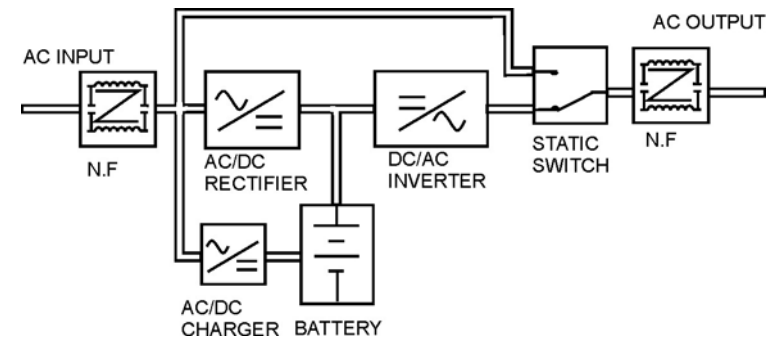 AC OUTPUT
AC INPUT
N.F
AC/DC
RECTIFIER
DC/AC
INVERTER
STATIC
SWITCH
N.F
AC/DC
CHARGER
BATTERY